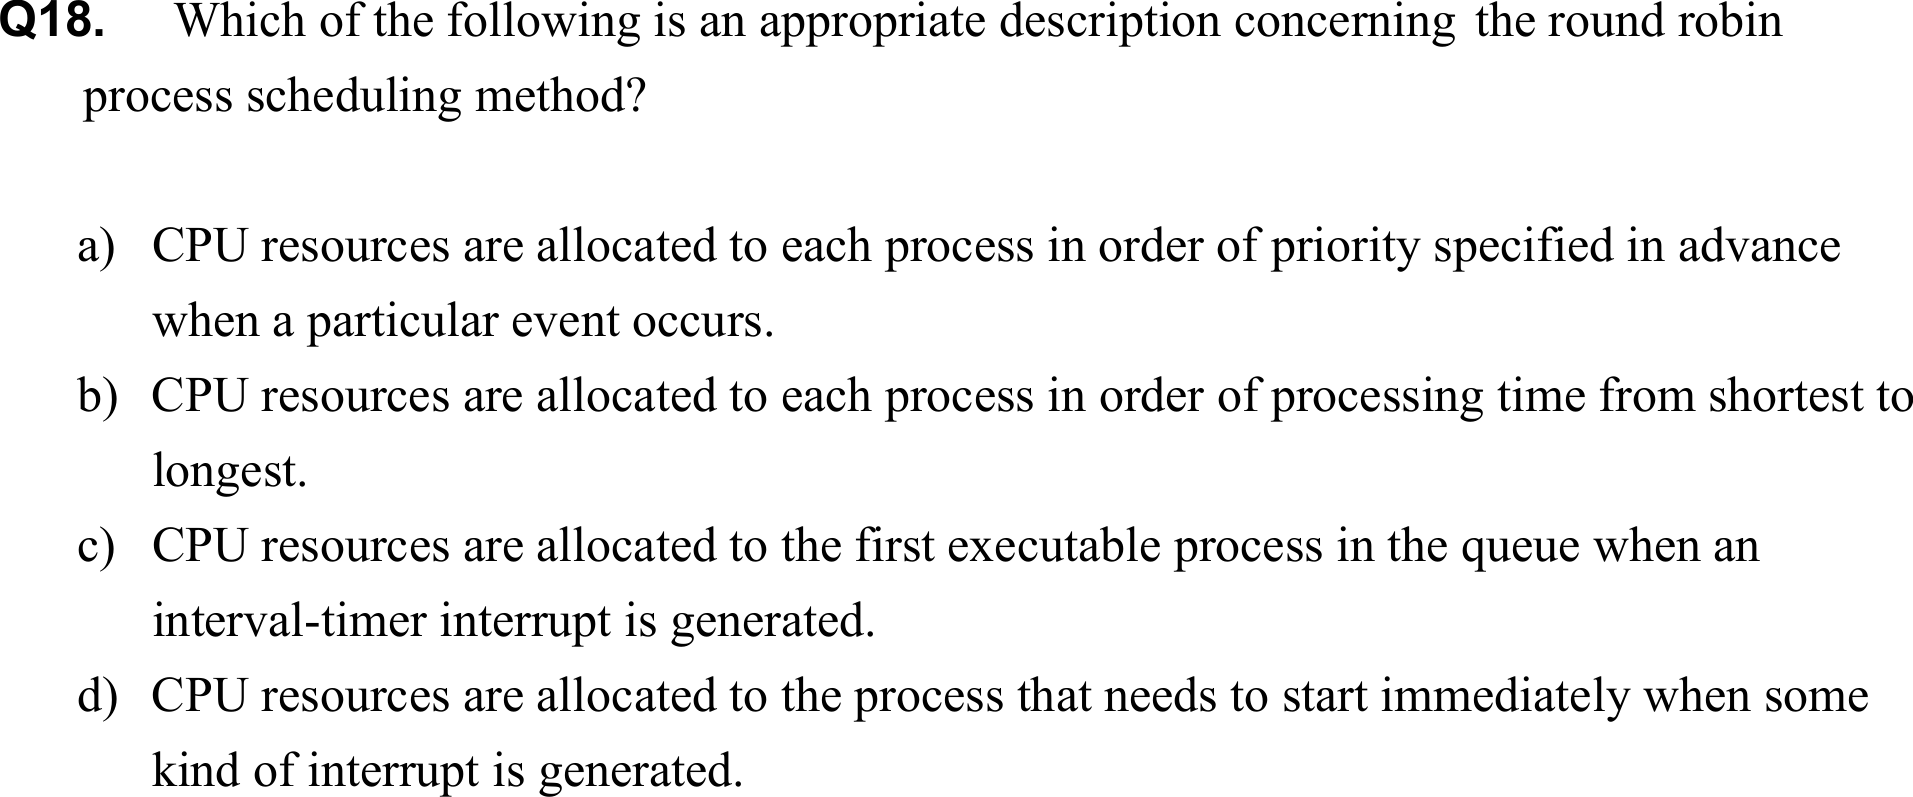 Q18. Which of the following is an appropriate description concerning the round robin
process scheduling method?
a) CPU resources are allocated to each process in order of priority specified in advance
when a particular event occurs.
b) CPU resources are allocated to each process in order of processing time from shortest to
longest.
c) CPU resources are allocated to the first executable process in the queue when an
interval-timer interrupt is generated.
d) CPU resources are allocated to the process that needs to start immediately when some
kind of interrupt is generated.